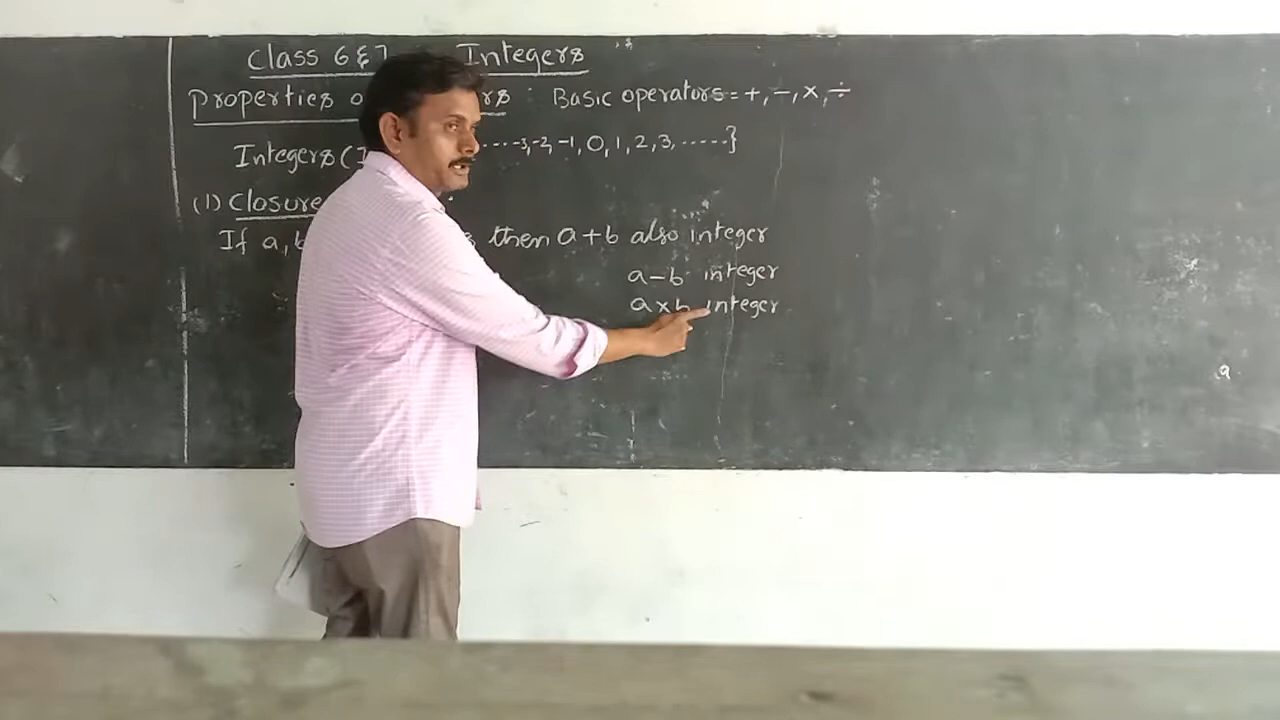 Class 6&7 Integers
Properties o rs : Basic operators = +, -, ×, ÷
Integers (I ....-3,-2,-1,0,1,2,3,.....}
(1) Closure
If a, b s then a+b also integer
a-b integer
a×b integer